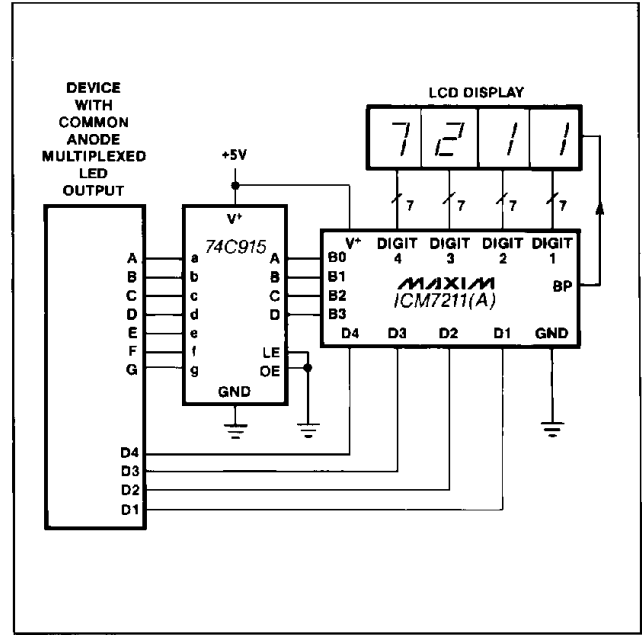 DEVICE
WITH
COMMON
ANODE
MULTIPLEXED
LED
OUTPUT
LCD DISPLAY
7 2 1 1
+5V
7 7 7 7
V+
74C915
V+ DIGIT 4 DIGIT 3 DIGIT 2 DIGIT 1
MAXIM
ICM7211(A)
BP
A a A B0
B b B B1
C c C B2
D d D B3
E e
F f LE
G g OE
GND
D4 D3 D2 D1 GND
D4
D3
D2
D1